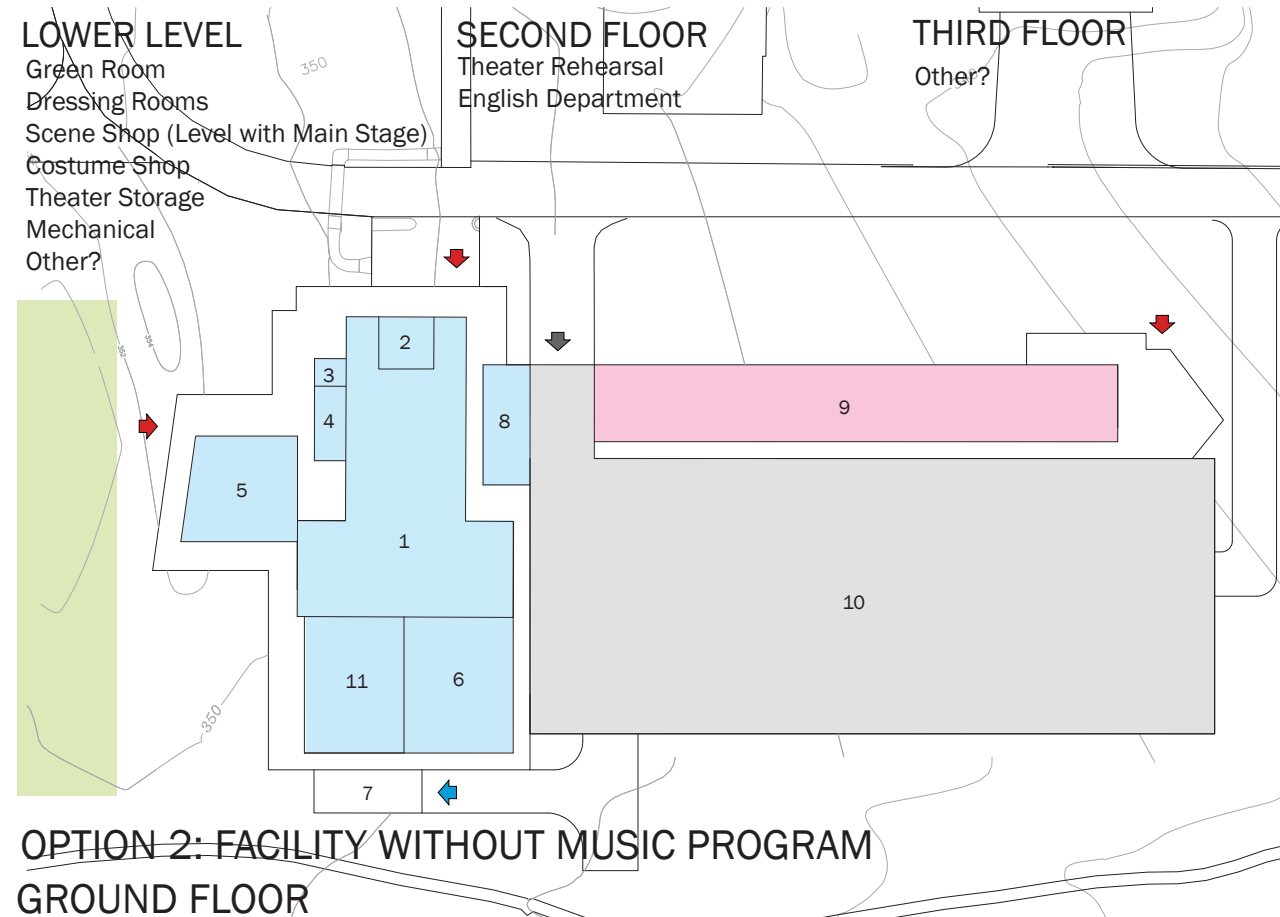 LOWER LEVEL
Green Room
Dressing Rooms
Scene Shop (Level with Main Stage)
Costume Shop
Theater Storage
Mechanical
Other?
SECOND FLOOR
Theater Rehearsal
English Department
THIRD FLOOR
Other?
350
352
354
2
3
4
8
9
5
1
10
11
6
350
7
OPTION 2: FACILITY WITHOUT MUSIC PROGRAM
GROUND FLOOR